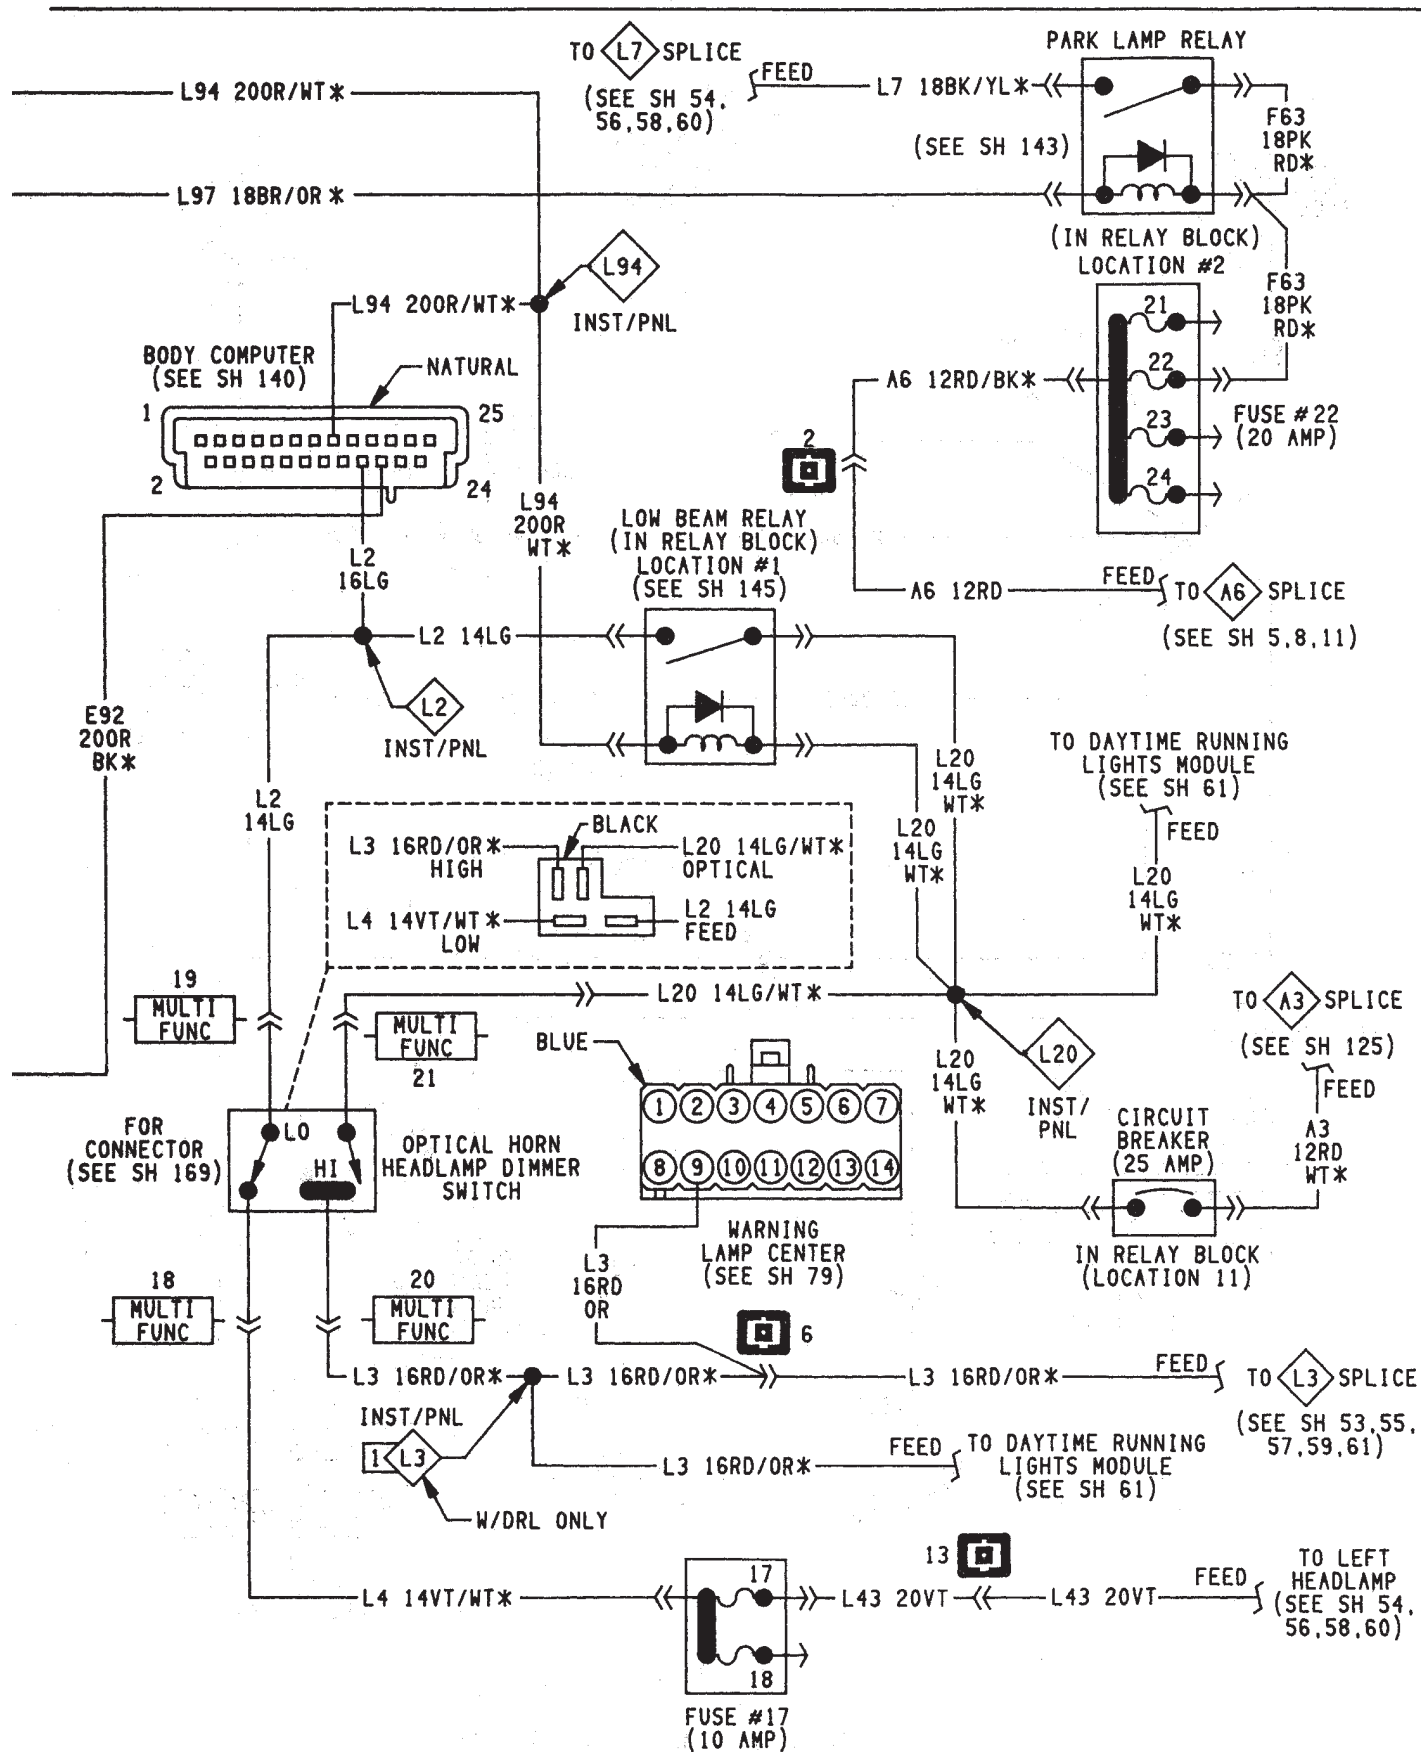 PARK LAMP RELAY
TO L7 SPLICE
(SEE SH 54,
56,58,60)
FEED
L7 18BK/YL*
L94 20OR/WT*
F63
18PK
RD*
(SEE SH 143)
L97 18BR/OR*
(IN RELAY BLOCK)
LOCATION #2
L94
INST/PNL
L94 20OR/WT*
F63
18PK
RD*
21
22
23
24
FUSE #22
(20 AMP)
A6 12RD/BK*
2
BODY COMPUTER
(SEE SH 140)
NATURAL
1
25
2
24
L94
20OR
WT*
LOW BEAM RELAY
(IN RELAY BLOCK)
LOCATION #1
(SEE SH 145)
A6 12RD
FEED
TO A6 SPLICE
(SEE SH 5,8,11)
L2
16LG
L2 14LG
L2
INST/PNL
E92
20OR
BK*
L2
14LG
L20
14LG
WT*
L20
14LG
WT*
TO DAYTIME RUNNING
LIGHTS MODULE
(SEE SH 61)
FEED
L20
14LG
WT*
BLACK
L3 16RD/OR*
HIGH
L20 14LG/WT*
OPTICAL
L4 14VT/WT*
LOW
L2 14LG
FEED
19
MULTI
FUNC
MULTI
FUNC
21
L20 14LG/WT*
L20
INST/
PNL
L20
14LG
WT*
TO A3 SPLICE
(SEE SH 125)
FEED
A3
12RD
WT*
BLUE
1 2 3 4 5 6 7
8 9 10 11 12 13 14
WARNING
LAMP CENTER
(SEE SH 79)
FOR
CONNECTOR
(SEE SH 169)
LO
HI
OPTICAL HORN
HEADLAMP DIMMER
SWITCH
CIRCUIT
BREAKER
(25 AMP)
IN RELAY BLOCK
(LOCATION 11)
L3
16RD
OR
18
MULTI
FUNC
20
MULTI
FUNC
6
L3 16RD/OR*
L3 16RD/OR*
L3 16RD/OR*
FEED
TO L3 SPLICE
(SEE SH 53,55,
57,59,61)
INST/PNL
1 L3
W/DRL ONLY
L3 16RD/OR*
FEED
TO DAYTIME RUNNING
LIGHTS MODULE
(SEE SH 61)
L4 14VT/WT*
17
18
FUSE #17
(10 AMP)
L43 20VT
13
L43 20VT
FEED
TO LEFT
HEADLAMP
(SEE SH 54,
56,58,60)